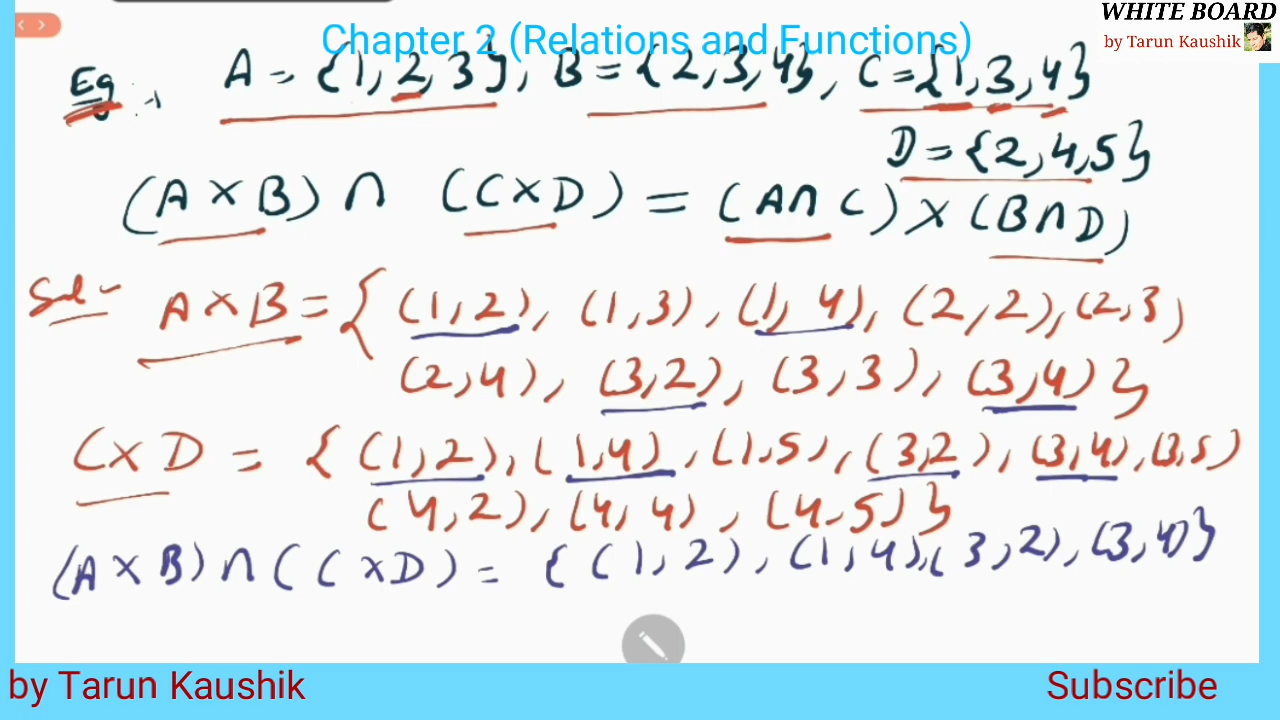 WHITE BOARD
by Tarun Kaushik
Chapter 2 (Relations and Functions)
Eg → A = {1, 2, 3}, B = {2, 3, 4}, C = {1, 3, 4}
D = {2, 4, 5}
(A × B) ∩ (C × D) = (A ∩ C) × (B ∩ D)
Sol - A × B = { (1, 2), (1, 3), (1, 4), (2, 2), (2, 3)
(2, 4), (3, 2), (3, 3), (3, 4) }
C × D = { (1, 2), (1, 4), (1, 5), (3, 2), (3, 4), (3, 5)
(4, 2), (4, 4), (4, 5) }
(A × B) ∩ (C × D) = { (1, 2), (1, 4), (3, 2), (3, 4) }
by Tarun Kaushik
Subscribe